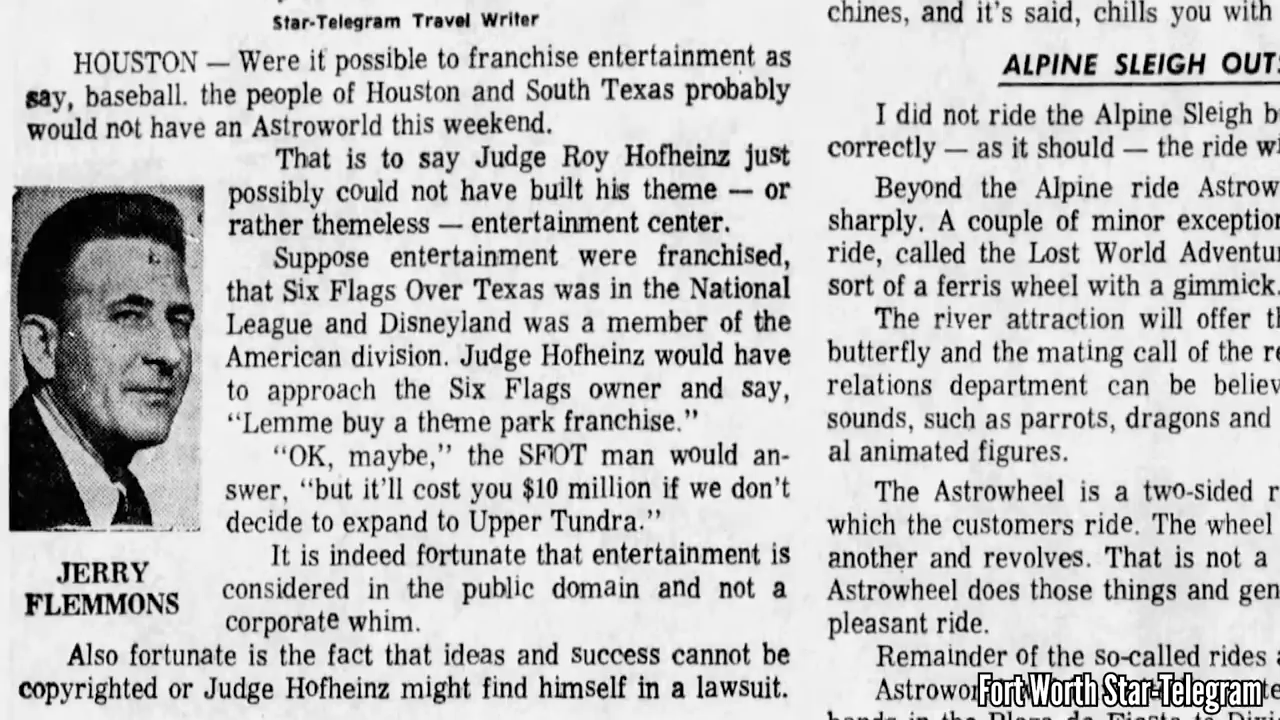 Star-Telegram Travel Writer
HOUSTON — Were it possible to franchise entertainment as
say, baseball. the people of Houston and South Texas probably
would not have an Astroworld this weekend.
That is to say Judge Roy Hofheinz just
possibly could not have built his theme — or
rather themeless — entertainment center.
Suppose entertainment were franchised,
that Six Flags Over Texas was in the National
League and Disneyland was a member of the
American division. Judge Hofheinz would have
to approach the Six Flags owner and say,
“Lemme buy a theme park franchise.”
“OK, maybe,” the SFOT man would an-
swer, “but it’ll cost you $10 million if we don’t
decide to expand to Upper Tundra.”
It is indeed fortunate that entertainment is
considered in the public domain and not a
corporate whim.
Also fortunate is the fact that ideas and success cannot be
copyrighted or Judge Hofheinz might find himself in a lawsuit.
JERRY
FLEMMONS
chines, and it’s said, chills you with
ALPINE SLEIGH OUT
I did not ride the Alpine Sleigh b
correctly — as it should — the ride w
Beyond the Alpine ride Astrow
sharply. A couple of minor exception
ride, called the Lost World Adventu
sort of a ferris wheel with a gimmick.
The river attraction will offer t
butterfly and the mating call of the re
relations department can be believ
sounds, such as parrots, dragons and
al animated figures.
The Astrowheel is a two-sided r
which the customers ride. The wheel
another and revolves. That is not a
Astrowheel does those things and gen
pleasant ride.
Remainder of the so-called rides
Astrowor
Fort Worth Star-Telegram